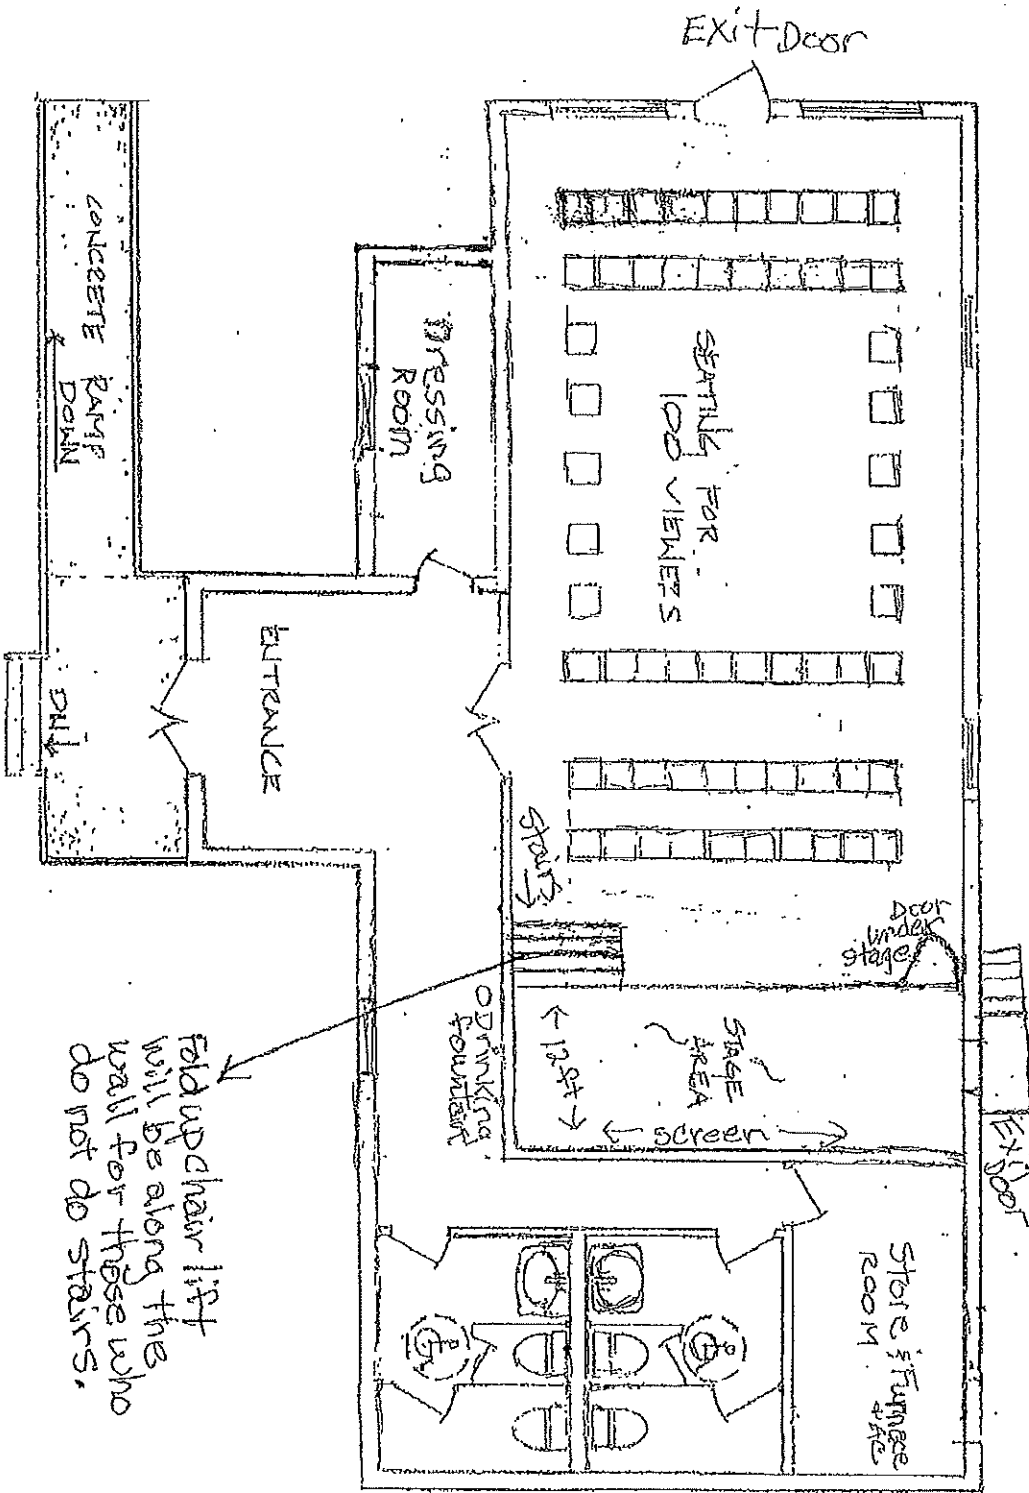 Exit Door
CONCRETE RAMP
DOWN
Dressing
Room
SEATING FOR
100 VIEWERS
ENTRANCE
DN
Stairs
Door
under
stage
STAGE
AREA
12ft
screen
Drinking
fountain
Exit
Door
Store & Furnace
ROOM
+AC
Fold up chair lift
will be along the
wall for those who
do not do stairs.